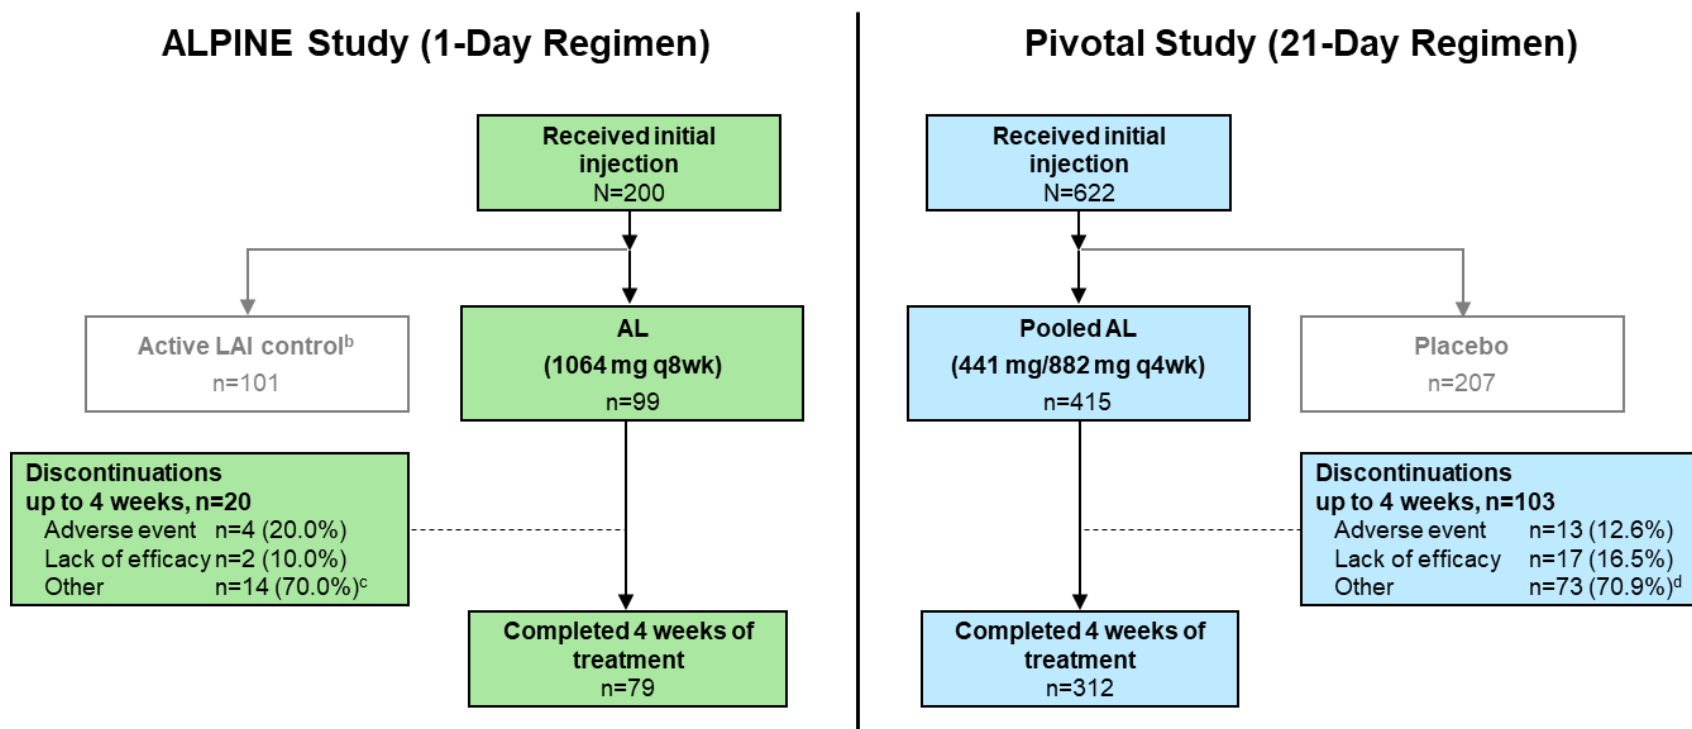 ALPINE Study (1-Day Regimen)
Received initial
injection
N=200
Active LAI controlᵇ
n=101
AL
(1064 mg q8wk)
n=99
Discontinuations
up to 4 weeks, n=20
Adverse event n=4 (20.0%)
Lack of efficacy n=2 (10.0%)
Other n=14 (70.0%)ᶜ
Completed 4 weeks of
treatment
n=79
Pivotal Study (21-Day Regimen)
Received initial
injection
N=622
Pooled AL
(441 mg/882 mg q4wk)
n=415
Placebo
n=207
Discontinuations
up to 4 weeks, n=103
Adverse event n=13 (12.6%)
Lack of efficacy n=17 (16.5%)
Other n=73 (70.9%)ᵈ
Completed 4 weeks of
treatment
n=312